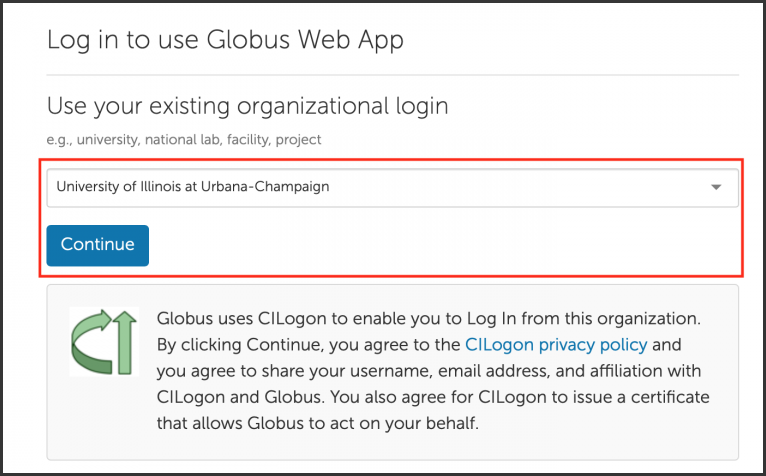 Log in to use Globus Web App
Use your existing organizational login
e.g., university, national lab, facility, project
University of Illinois at Urbana-Champaign
Continue
Globus uses CILogon to enable you to Log In from this organization.
By clicking Continue, you agree to the CILogon privacy policy and
you agree to share your username, email address, and affiliation with
CILogon and Globus. You also agree for CILogon to issue a certificate
that allows Globus to act on your behalf.